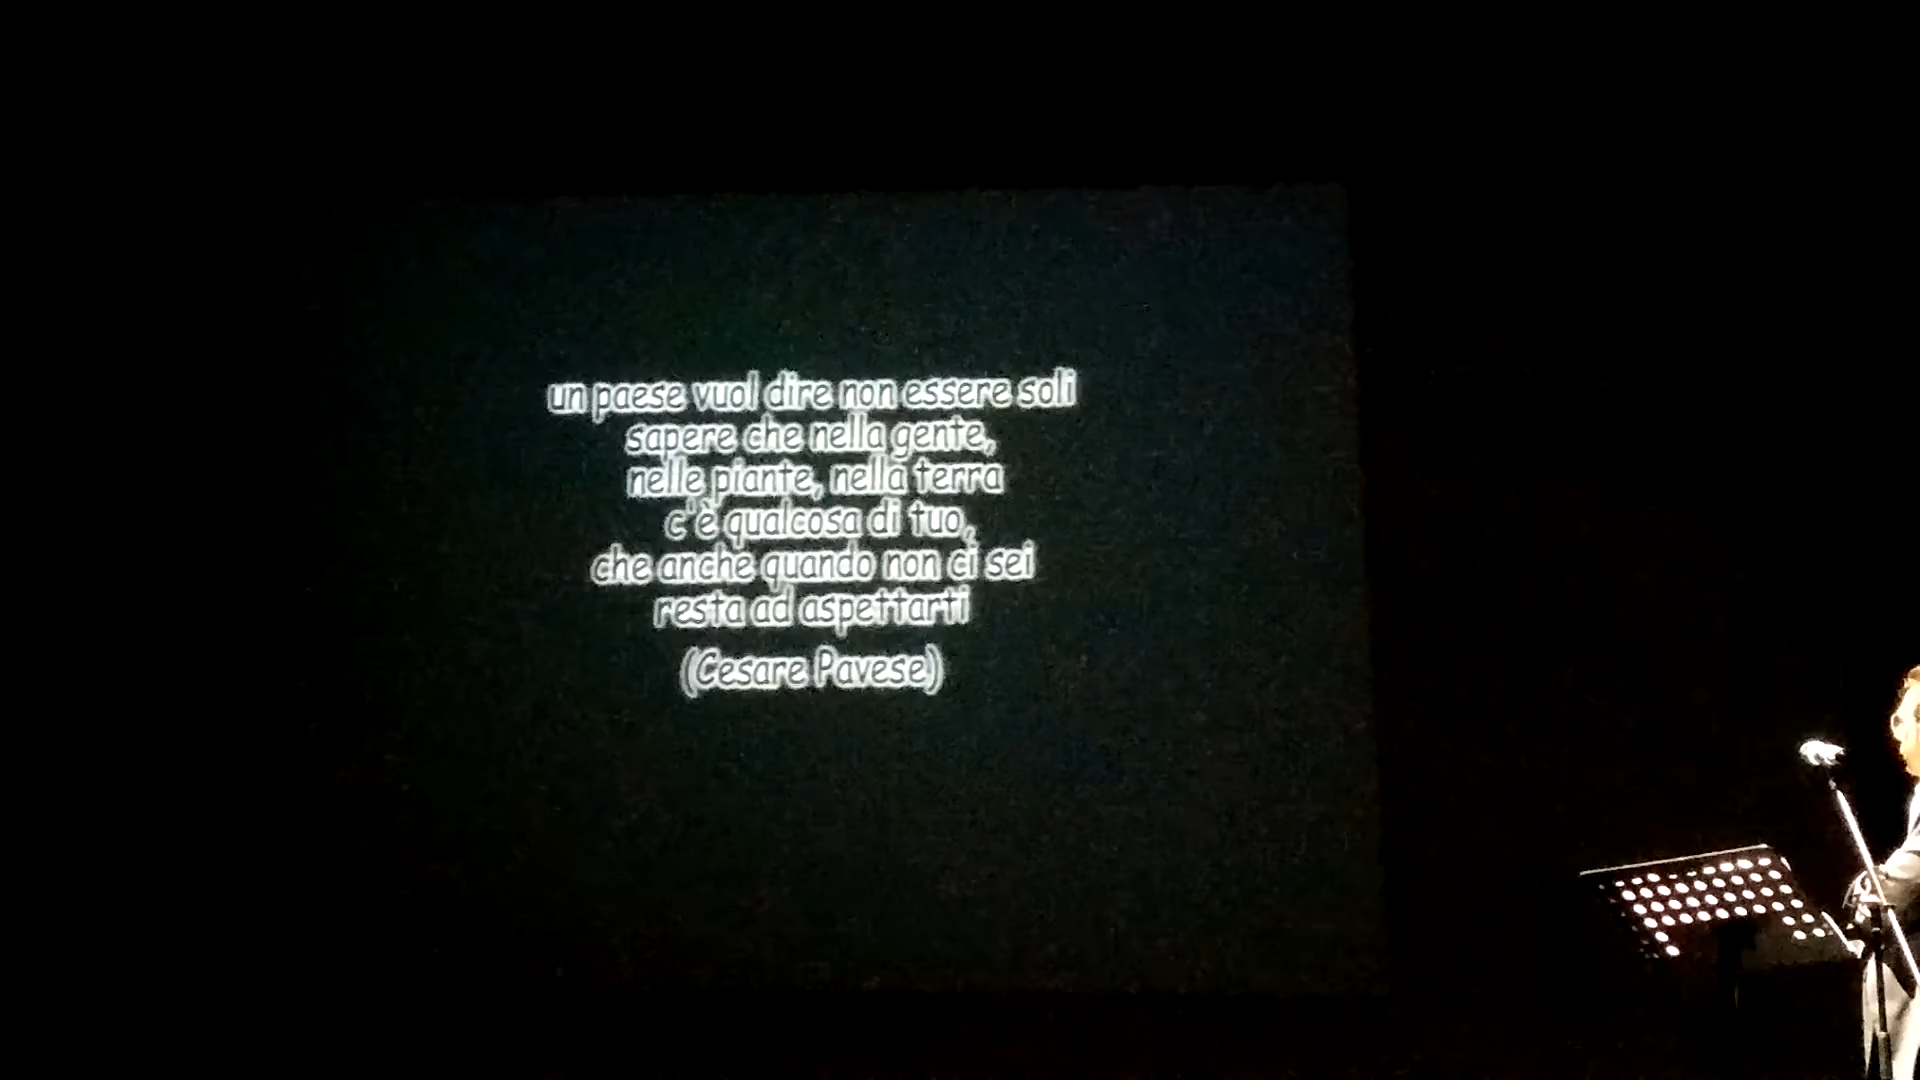 un paese vuol dire non essere soli
sapere che nella gente,
nelle piante, nella terra
c'è qualcosa di tuo,
che anche quando non ci sei
resta ad aspettarti
(Cesare Pavese)